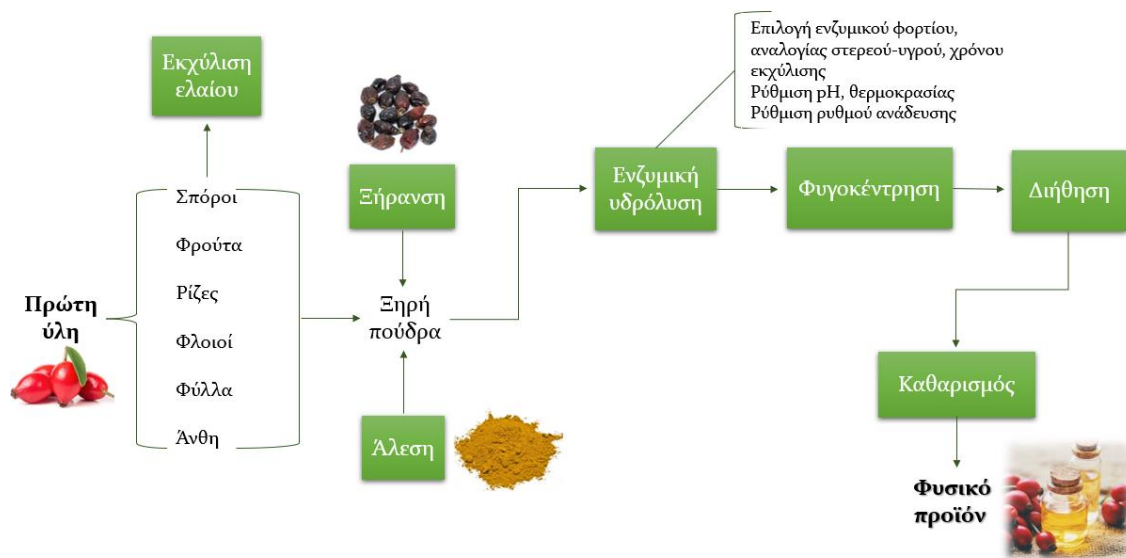 Εκχύλιση
ελαίου
Σπόροι
Φρούτα
Ρίζες
Φλοιοί
Φύλλα
Άνθη
Πρώτη
ύλη
Ξήρανση
Ξηρή
πούδρα
Άλεση
Επιλογή ενζυμικού φορτίου,
αναλογίας στερεού-υγρού, χρόνου
εκχύλισης
Ρύθμιση pH, θερμοκρασίας
Ρύθμιση ρυθμού ανάδευσης
Ενζυμική
υδρόλυση
Φυγοκέντρηση
Διήθηση
Καθαρισμός
Φυσικό
προϊόν